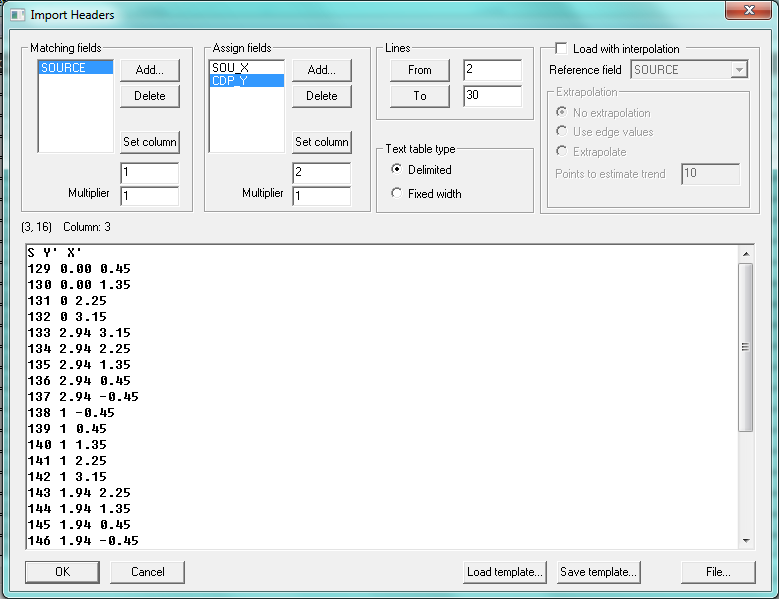 Import Headers
Matching fields
SOURCE
Add...
Delete
Set column
1
Multiplier
1
Assign fields
SOU_X
CDP_Y
Add...
Delete
Set column
2
Multiplier
1
Lines
From
2
To
30
Text table type
Delimited
Fixed width
Load with interpolation
Reference field
SOURCE
Extrapolation
No extrapolation
Use edge values
Extrapolate
Points to estimate trend
10
(3, 16) Column: 3
S Y' X'
129 0.00 0.45
130 0.00 1.35
131 0 2.25
132 0 3.15
133 2.94 3.15
134 2.94 2.25
135 2.94 1.35
136 2.94 0.45
137 2.94 -0.45
138 1 -0.45
139 1 0.45
140 1 1.35
141 1 2.25
142 1 3.15
143 1.94 2.25
144 1.94 1.35
145 1.94 0.45
146 1.94 -0.45
OK
Cancel
Load template...
Save template...
File...